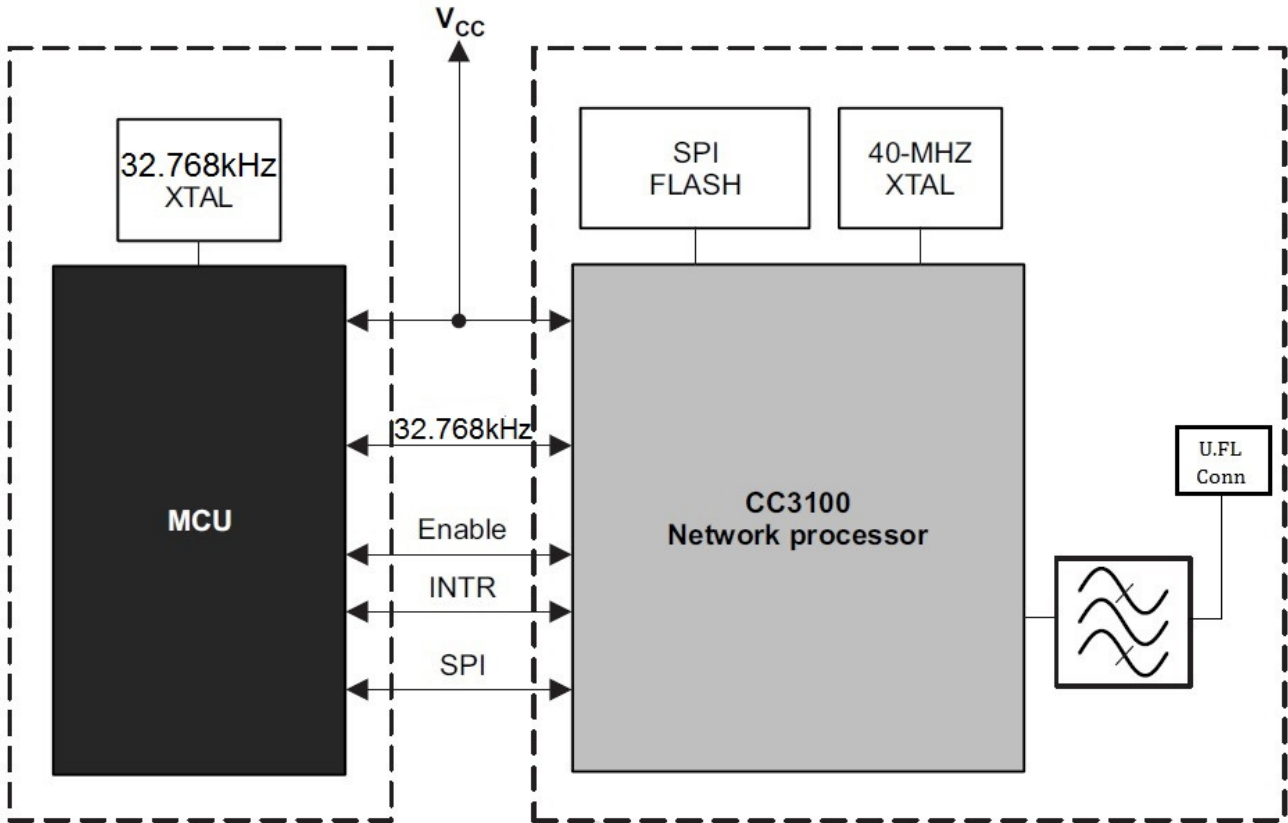 VCC
32.768kHz
XTAL
SPI
FLASH
40-MHZ
XTAL
32.768kHz
MCU
Enable
INTR
SPI
CC3100
Network processor
U.FL
Conn